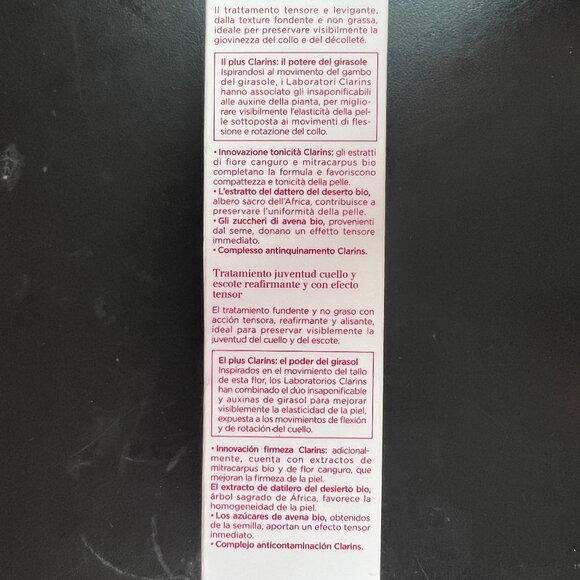 Il trattamento tensore e levigante,
dalla texture fondente e non grassa,
ideale per preservare visibilmente la
giovinezza del collo e del décolleté.
Il plus Clarins: il potere del girasole
Ispirandosi al movimento del gambo
del girasole, i Laboratori Clarins
hanno associato gli insaponificabili
alle auxine della pianta, per miglio-
rare visibilmente l'elasticità della pel-
le sottoposta ai movimenti di fles-
sione e rotazione del collo.
• Innovazione tonicità Clarins: gli estratti
di fiore canguro e mitracarpus bio
completano la formula e favoriscono
compattezza e tonicità della pelle.
• L'estratto del dattero del deserto bio,
albero sacro dell'Africa, contribuisce a
preservare l'uniformità della pelle.
• Gli zuccheri di avena bio, provenienti
dal seme, donano un effetto tensore
immediato.
• Complesso antinquinamento Clarins.
Tratamiento juventud cuello y
escote reafirmante y con efecto
tensor
El tratamiento fundente y no graso con
acción tensora, reafirmante y alisante,
ideal para preservar visiblemente la
juventud del cuello y del escote.
El plus Clarins: el poder del girasol
Inspirados en el movimiento del tallo
de esta flor, los Laboratorios Clarins
han combinado el dúo insaponificable
y auxinas de girasol para mejorar
visiblemente la elasticidad de la piel,
expuesta a los movimientos de flexión
y de rotación del cuello.
• Innovación firmeza Clarins: adicional-
mente, cuenta con extractos de
mitracarpus bio y de flor canguro, que
mejoran la firmeza de la piel.
El extracto de datilero del desierto bio,
árbol sagrado de África, favorece la
homogeneidad de la piel.
• Los azúcares de avena bio, obtenidos
de la semilla, aportan un efecto tensor
inmediato.
• Complejo anticontaminación Clarins.